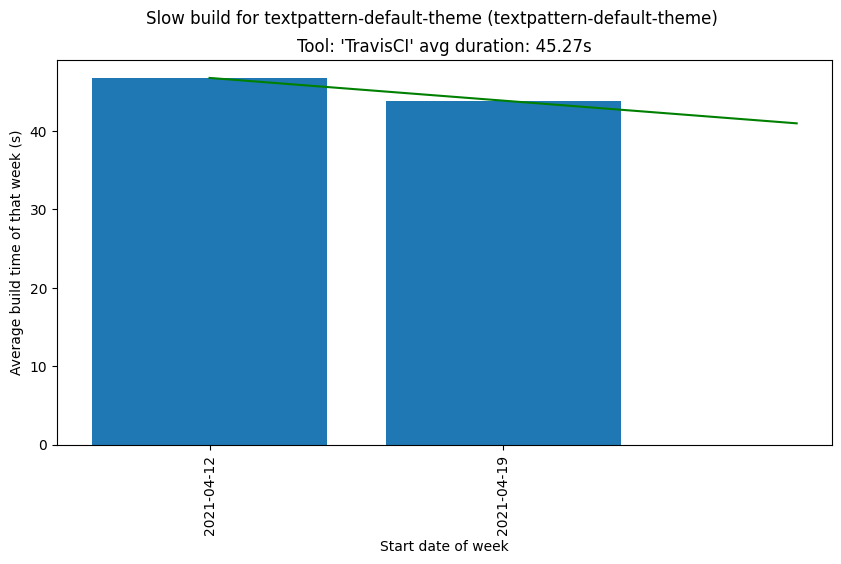 Slow build for textpattern-default-theme (textpattern-default-theme)
Tool: 'TravisCI' avg duration: 45.27s
Average build time of that week (s)
40
30
20
10
0
2021-04-12
2021-04-19
Start date of week